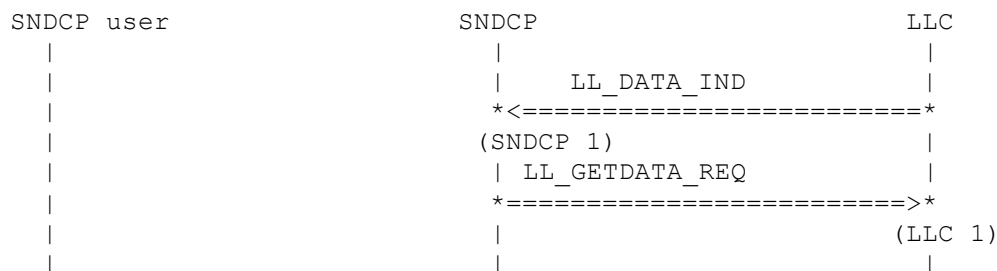 SNDCP user SNDCP LLC
LL_DATA_IND
*<==========================*
(SNDCP 1)
LL_GETDATA_REQ
*==========================>*
(LLC 1)